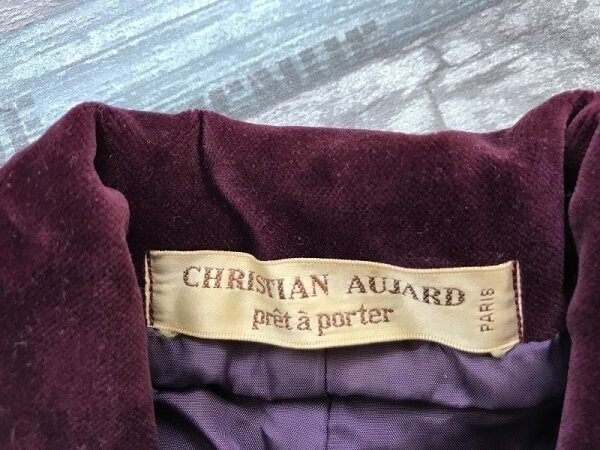 CHRISTIAN AUJARD
prêt à porter
PARIS